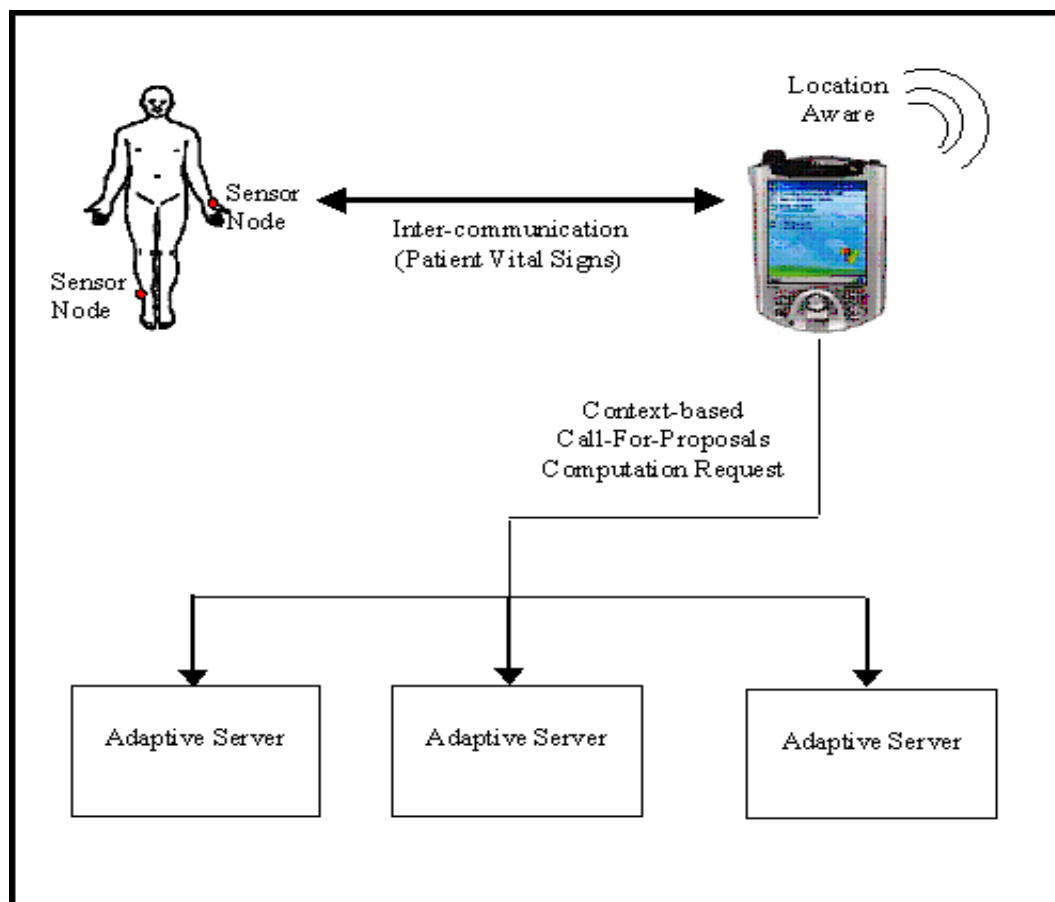 Location
Aware
Sensor
Node
Inter-communication
(Patient Vital Signs)
Sensor
Node
Context-based
Call-For-Proposals
Computation Request
Adaptive Server
Adaptive Server
Adaptive Server